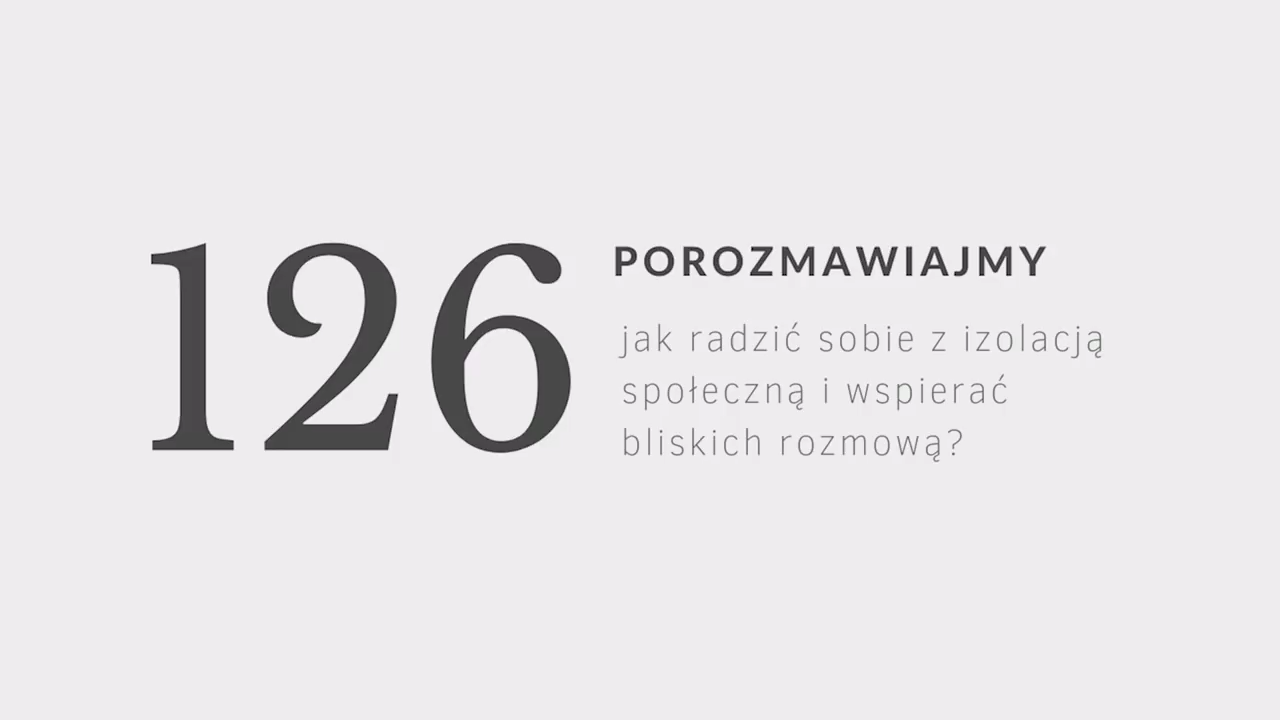 126
POROZMAWIAJMY
jak radzić sobie z izolacją
społeczną i wspierać
bliskich rozmową?